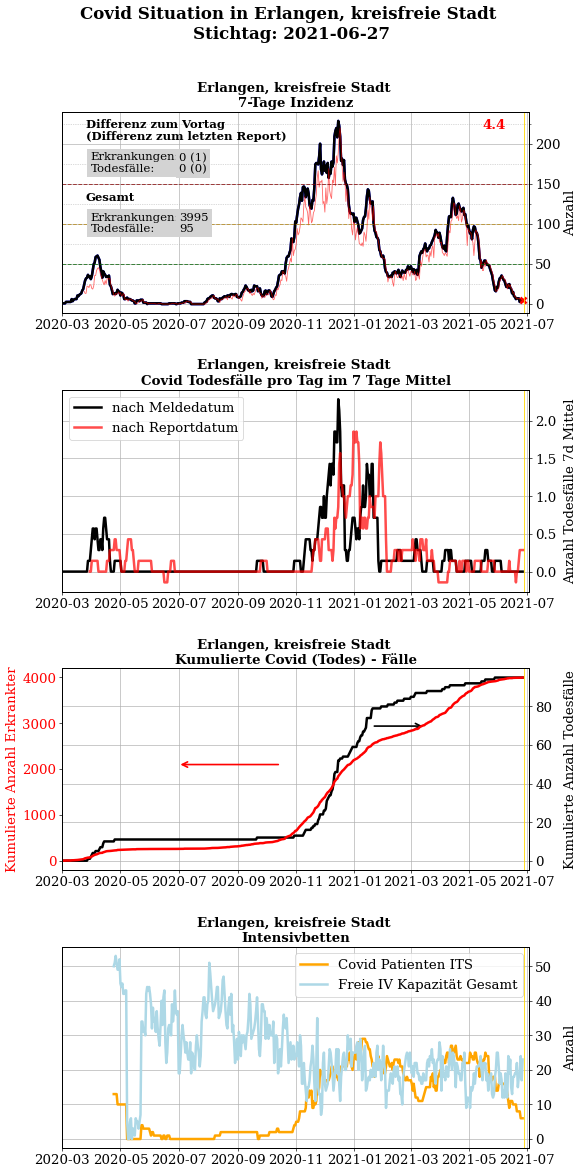 Covid Situation in Erlangen, kreisfreie Stadt
Stichtag: 2021-06-27
Erlangen, kreisfreie Stadt
7-Tage Inzidenz
Differenz zum Vortag
(Differenz zum letzten Report)
Erkrankungen 0 (1)
Todesfälle: 0 (0)
Gesamt
Erkrankungen 3995
Todesfälle: 95
4.4
200
150
100
50
0
Anzahl
2020-03 2020-05 2020-07 2020-09 2020-11 2021-01 2021-03 2021-05 2021-07
Erlangen, kreisfreie Stadt
Covid Todesfälle pro Tag im 7 Tage Mittel
nach Meldedatum
nach Reportdatum
2.0
1.5
1.0
0.5
0.0
Anzahl Todesfälle 7d Mittel
2020-03 2020-05 2020-07 2020-09 2020-11 2021-01 2021-03 2021-05 2021-07
Erlangen, kreisfreie Stadt
Kumulierte Covid (Todes) - Fälle
Kumulierte Anzahl Erkrankter
4000
3000
2000
1000
0
80
60
40
20
0
Kumulierte Anzahl Todesfälle
2020-03 2020-05 2020-07 2020-09 2020-11 2021-01 2021-03 2021-05 2021-07
Erlangen, kreisfreie Stadt
Intensivbetten
Covid Patienten ITS
Freie IV Kapazität Gesamt
50
40
30
20
10
0
Anzahl
2020-03 2020-05 2020-07 2020-09 2020-11 2021-01 2021-03 2021-05 2021-07